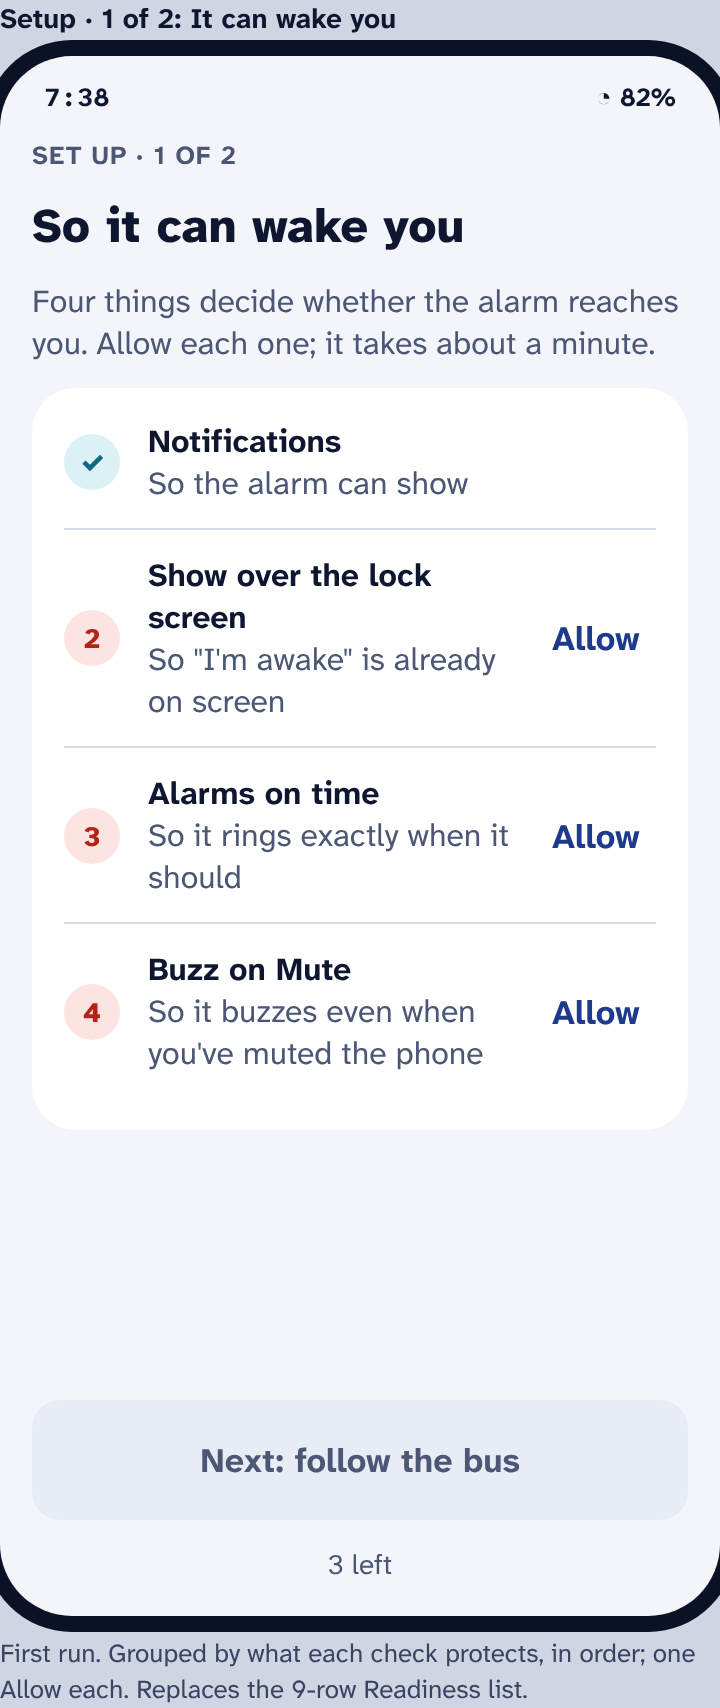 Setup · 1 of 2: It can wake you
7:38
82%
SET UP · 1 OF 2
So it can wake you
Four things decide whether the alarm reaches
you. Allow each one; it takes about a minute.
Notifications
So the alarm can show
Show over the lock
screen
2
Allow
So "I'm awake" is already
on screen
Alarms on time
3
So it rings exactly when it
Allow
should
Buzz on Mute
4
So it buzzes even when
Allow
you've muted the phone
Next: follow the bus
3 left
First run. Grouped by what each check protects, in order; one
Allow each. Replaces the 9-row Readiness list.